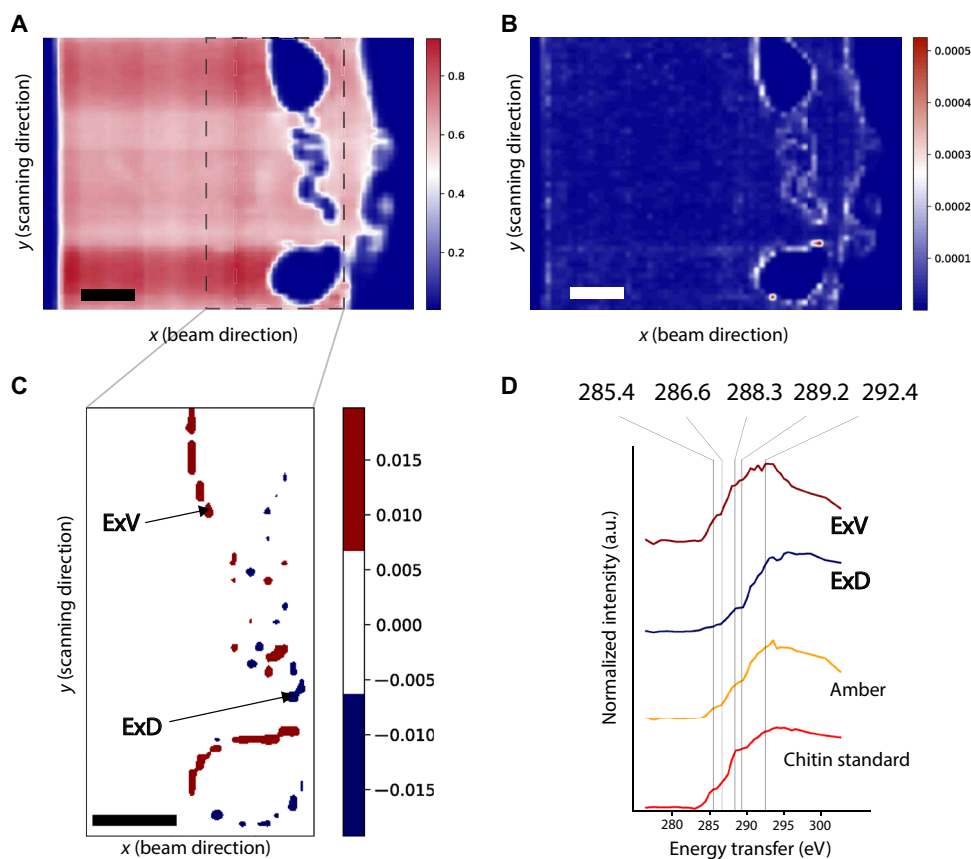 A
y (scanning direction)
x (beam direction)
0.8
0.6
0.4
0.2
B
y (scanning direction)
x (beam direction)
0.0005
0.0004
0.0003
0.0002
0.0001
C
y (scanning direction)
ExV
ExD
x (beam direction)
0.015
0.010
0.005
0.000
−0.005
−0.010
−0.015
D
285.4 286.6 288.3 289.2 292.4
Normalized intensity (a.u.)
ExV
ExD
Amber
Chitin standard
280 285 290 295 300
Energy transfer (eV)